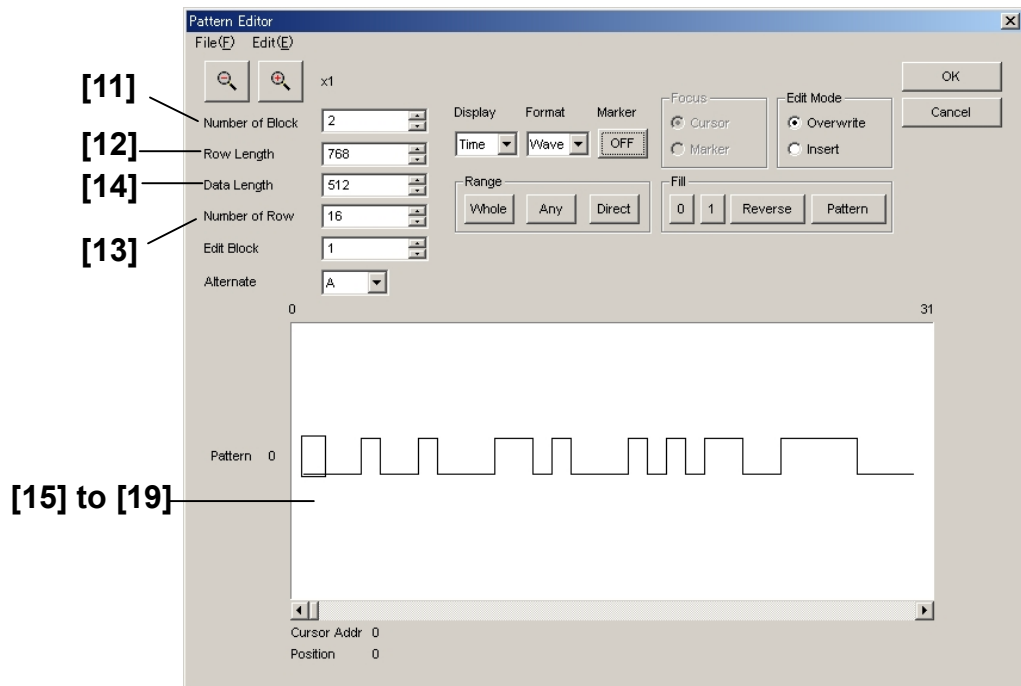 Pattern Editor
File(F) Edit(E)
x1
OK
Cancel
[11]
Number of Block 2
[12]
Row Length 768
[14]
Data Length 512
[13]
Number of Row 16
Edit Block 1
Alternate A
Display Format Marker
Time Wave OFF
Focus
Cursor
Marker
Edit Mode
Overwrite
Insert
Range
Whole Any Direct
Fill
0 1 Reverse Pattern
0 31
Pattern 0
[15] to [19]
Cursor Addr 0
Position 0